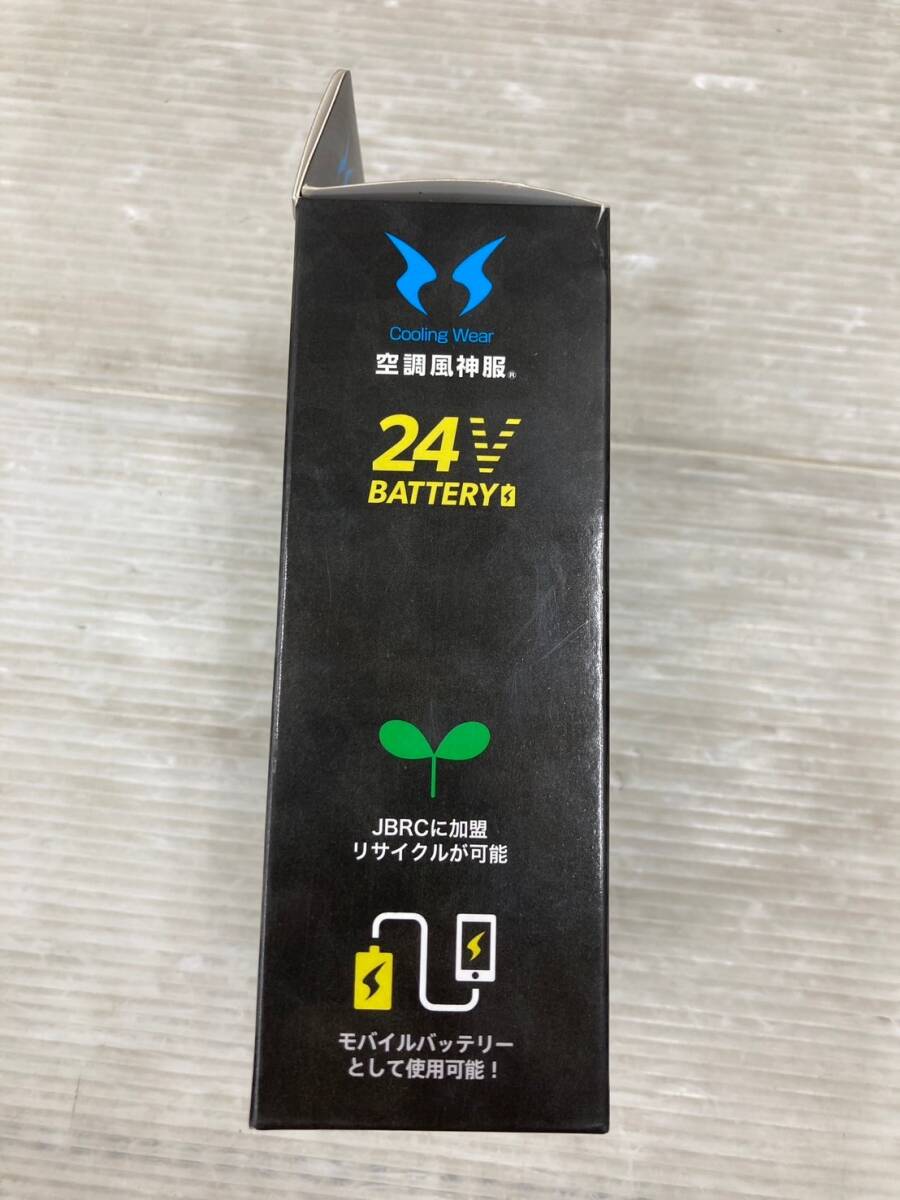 Cooling Wear
空調風神服®
24V
BATTERY
JBRCに加盟
リサイクルが可能
モバイルバッテリー
として使用可能！